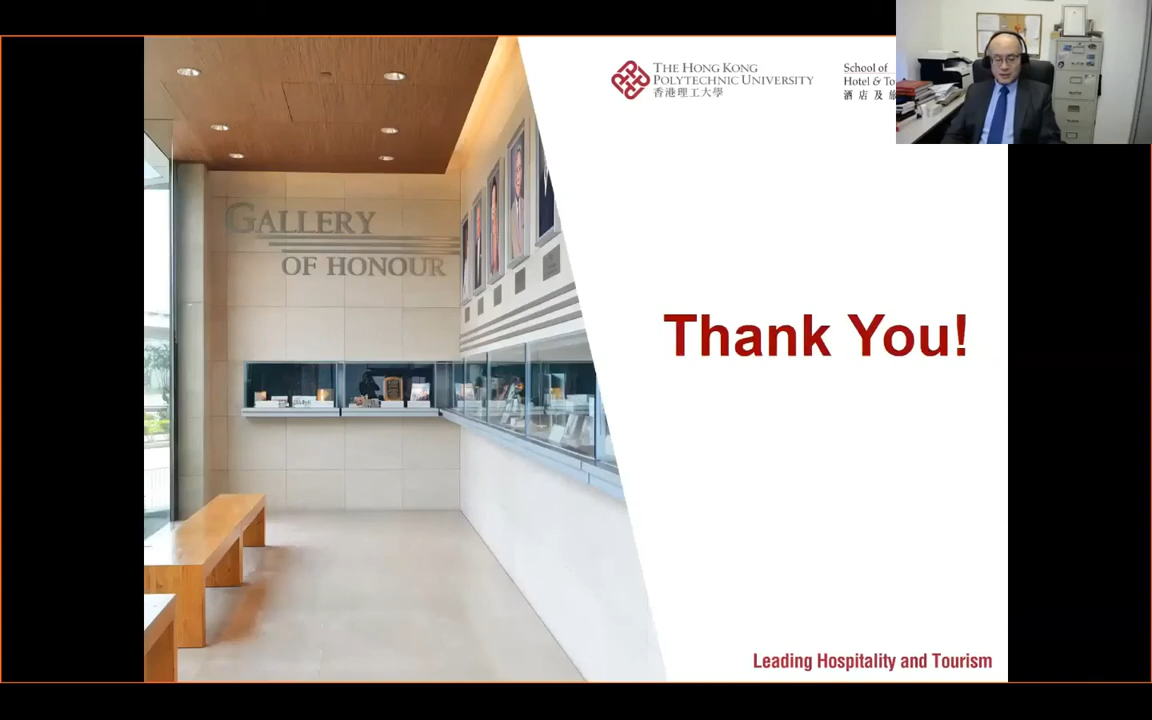 THE HONG KONG
POLYTECHNIC UNIVERSITY
香港理工大學
School of
Hotel & To
酒店及旅
GALLERY
OF HONOUR
Thank You!
Leading Hospitality and Tourism